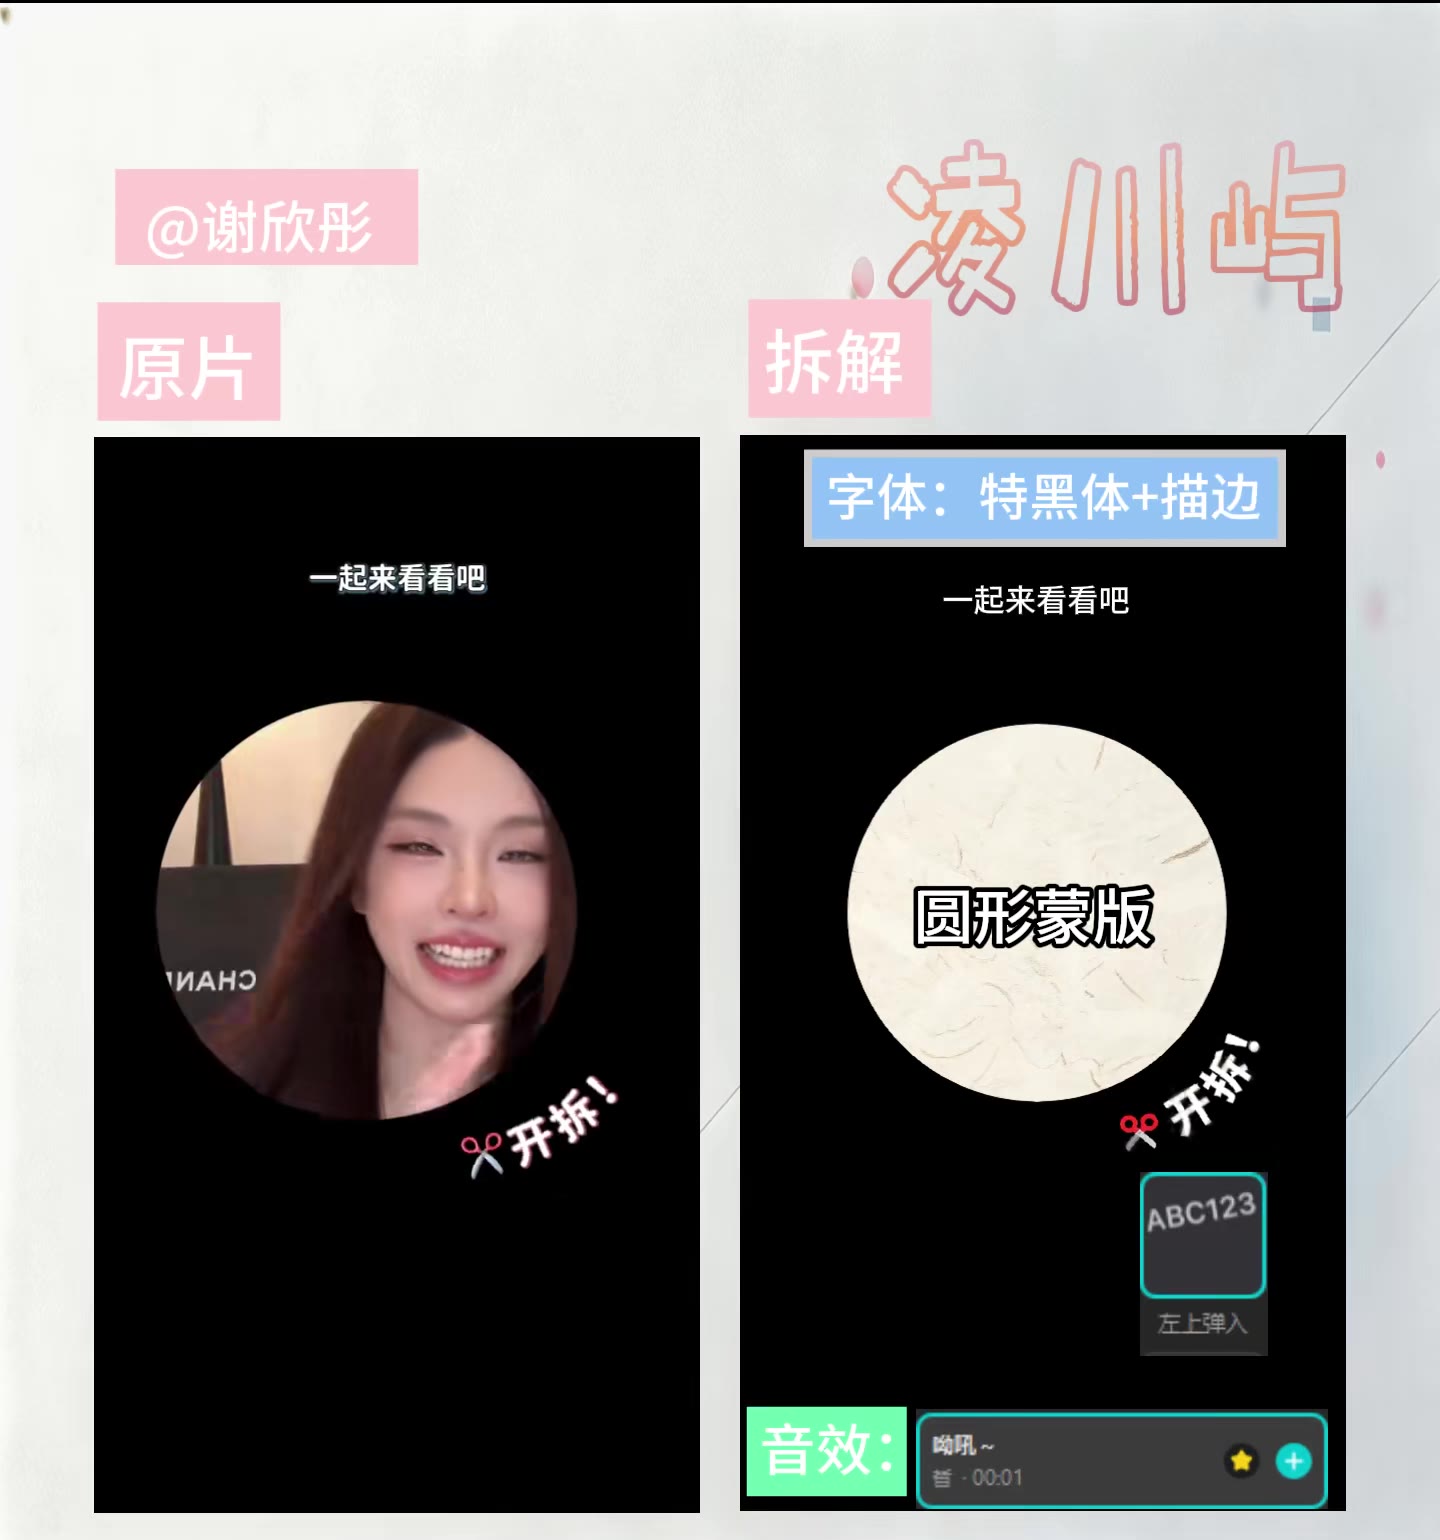 @谢欣彤
凌川屿
原片
拆解
字体：特黑体+描边
一起来看看吧
一起来看看吧
圆形蒙版
CHAN
开拆！
开拆！
ABC123
左上弹入
音效：
呦吼~
皙 · 00:01